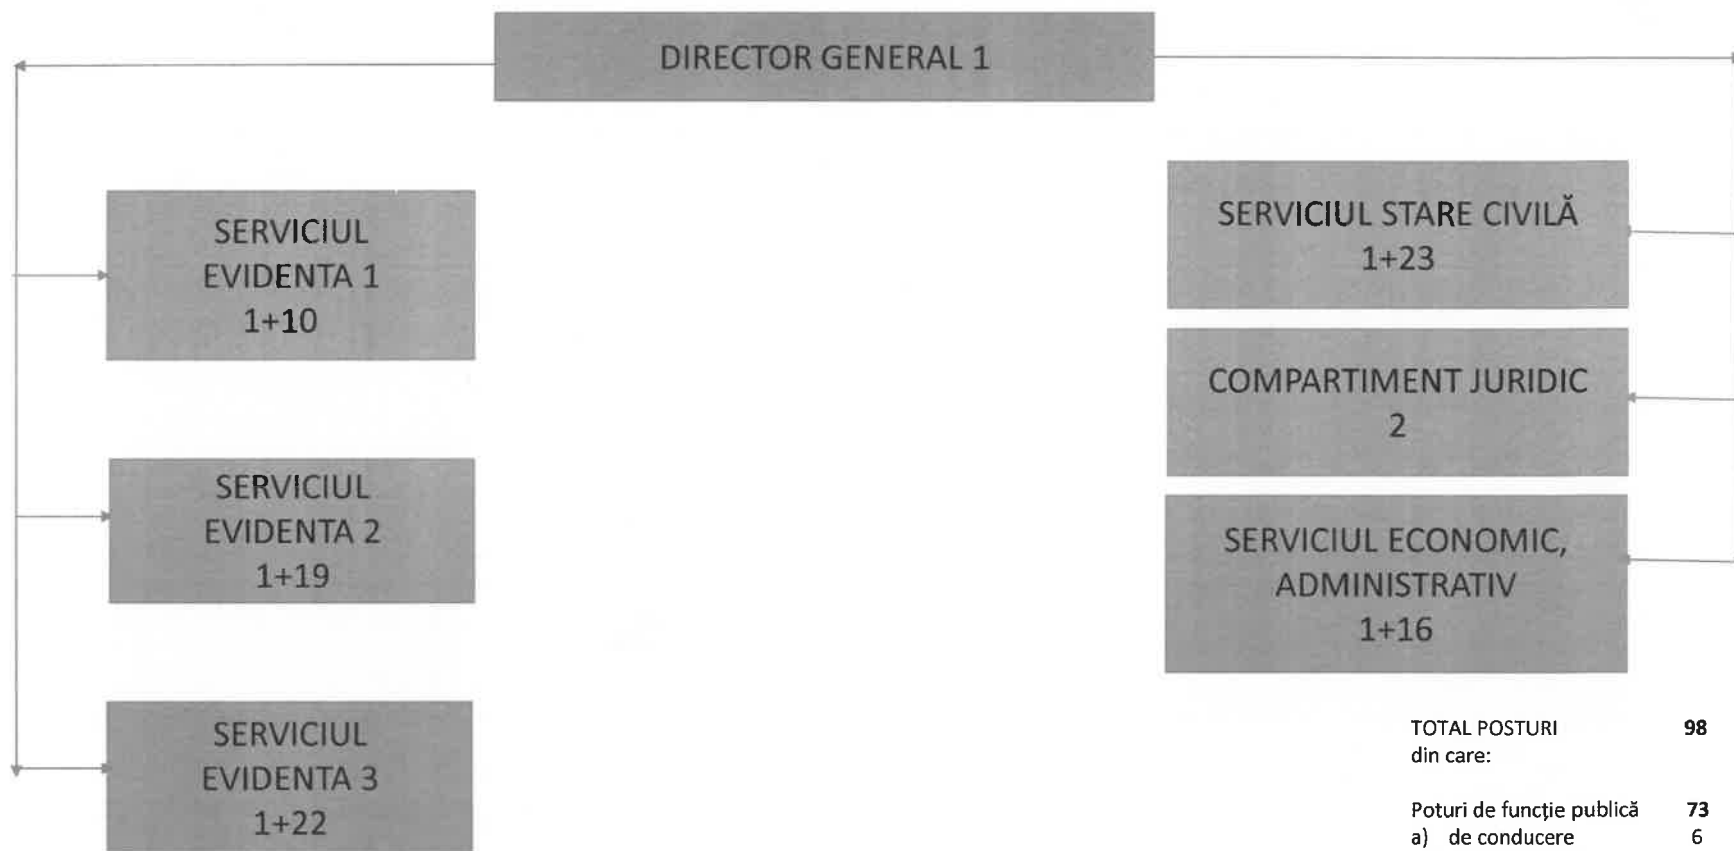 DIRECTOR GENERAL 1
SERVICIUL
EVIDENTA 1
1+10
SERVICIUL
EVIDENTA 2
1+19
SERVICIUL
EVIDENTA 3
1+22
SERVICIUL STARE CIVILĂ
1+23
COMPARTIMENT JURIDIC
2
SERVICIUL ECONOMIC,
ADMINISTRATIV
1+16
TOTAL POSTURI 98
din care:
Poturi de funcție publică 73
a) de conducere 6